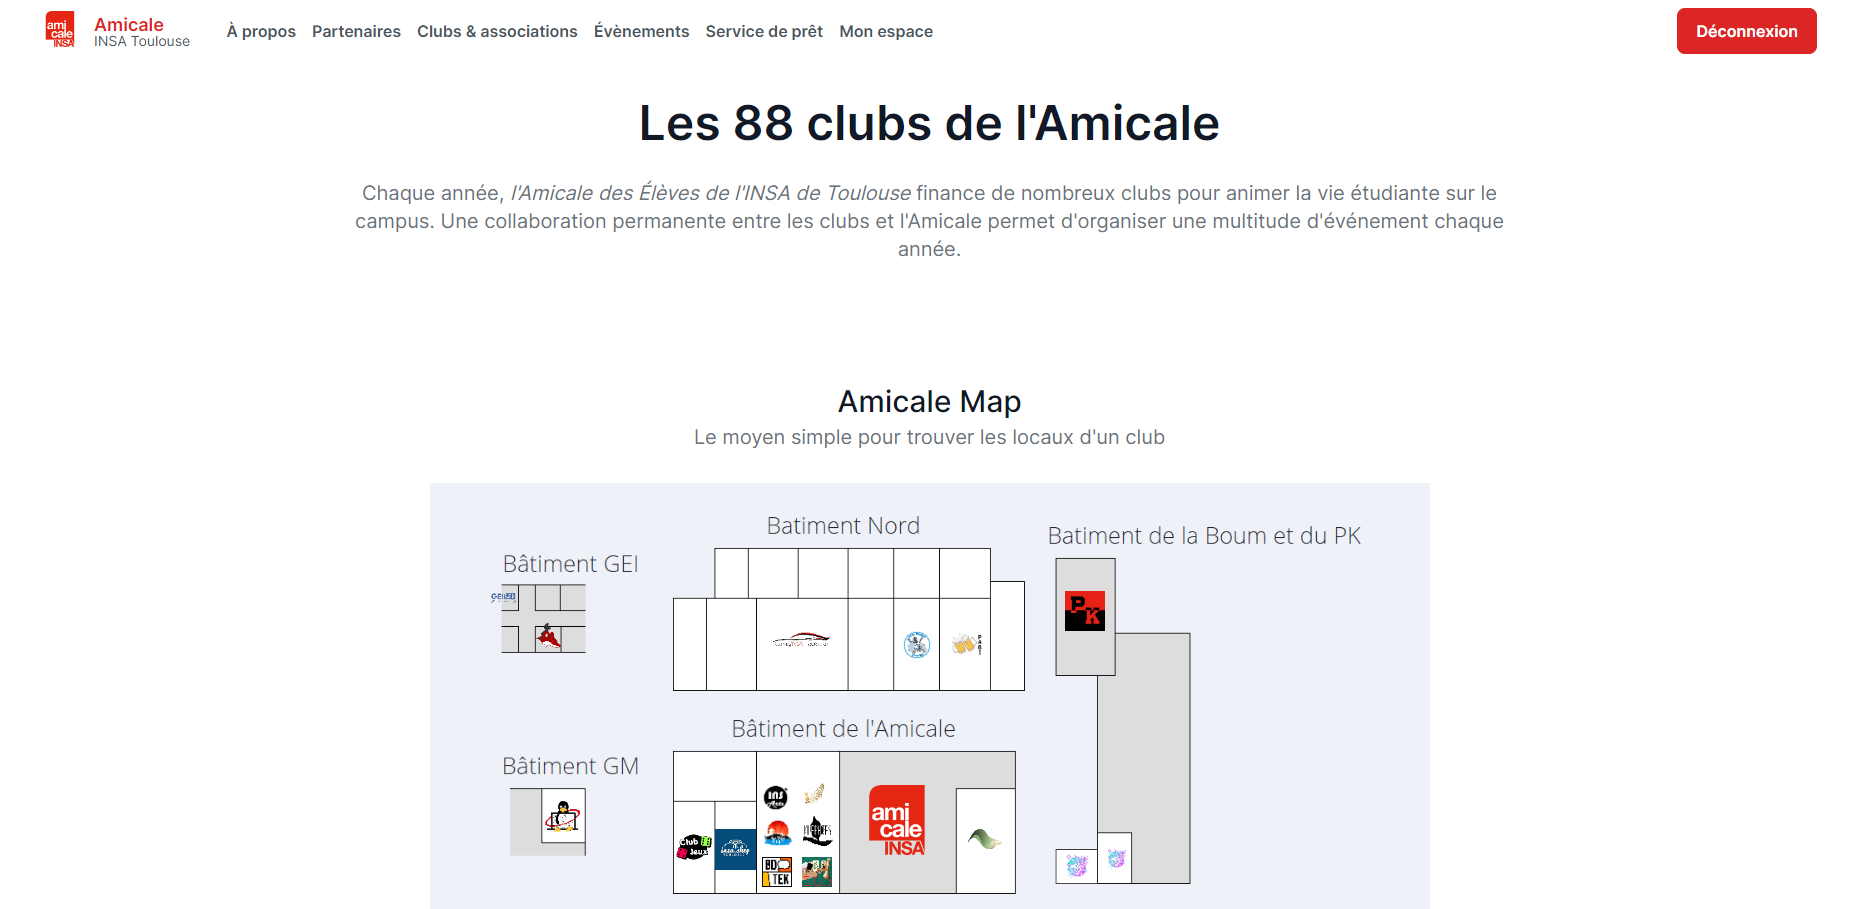 ami
cale
INSA
Amicale
INSA Toulouse
À propos
Partenaires
Clubs & associations
Évènements
Service de prêt
Mon espace
Déconnexion
Les 88 clubs de l'Amicale
Chaque année, l'Amicale des Élèves de l'INSA de Toulouse finance de nombreux clubs pour animer la vie étudiante sur le
campus. Une collaboration permanente entre les clubs et l'Amicale permet d'organiser une multitude d'événement chaque
année.
Amicale Map
Le moyen simple pour trouver les locaux d'un club
Batiment Nord
Batiment de la Boum et du PK
Bâtiment GEI
PK
Bâtiment de l'Amicale
Bâtiment GM
Club
Jeux
BD
TEK
ami
cale
INSA